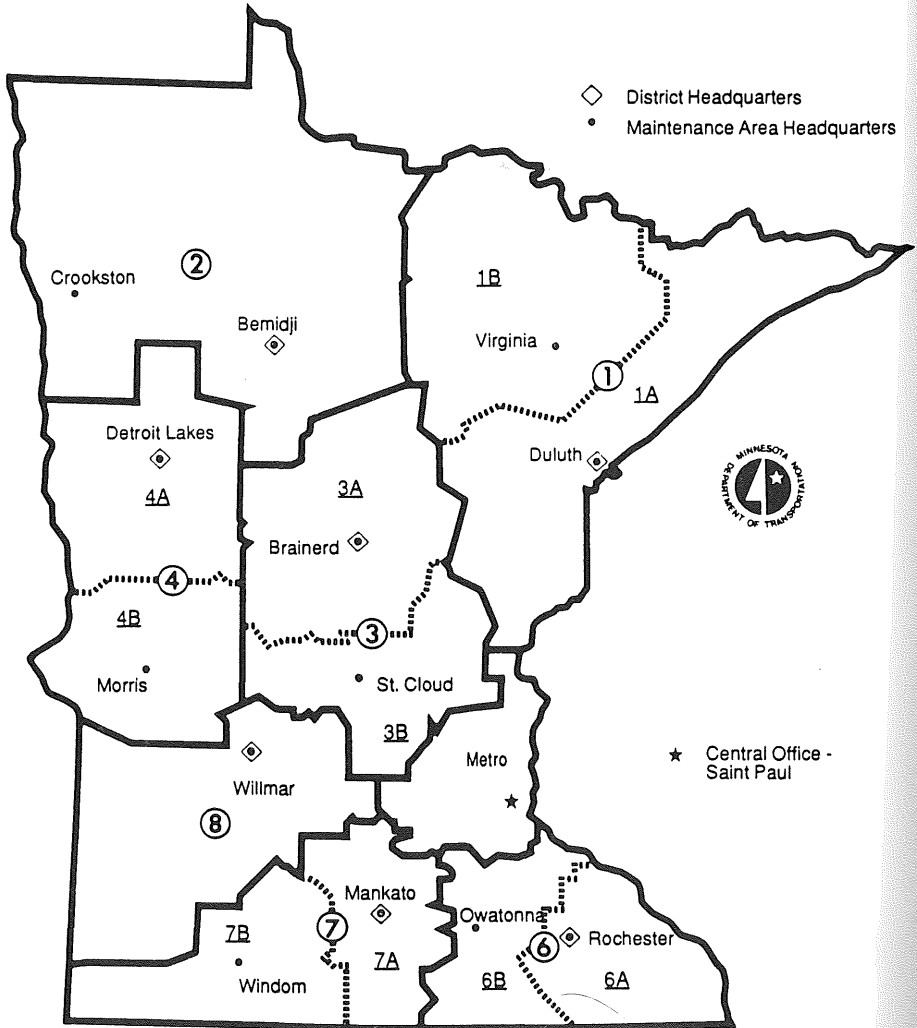 District Headquarters
Maintenance Area Headquarters
2
Crookston
1B
Bemidji
Virginia
1
1A
Detroit Lakes
Duluth
MINNESOTA
DEPARTMENT OF TRANSPORTATION
4A
3A
Brainerd
4
4B
3
Morris
St. Cloud
3B
Metro
Central Office -
Saint Paul
Willmar
8
Mankato
Owatonna
7B
7
6
Rochester
7A
Windom
6B
6A